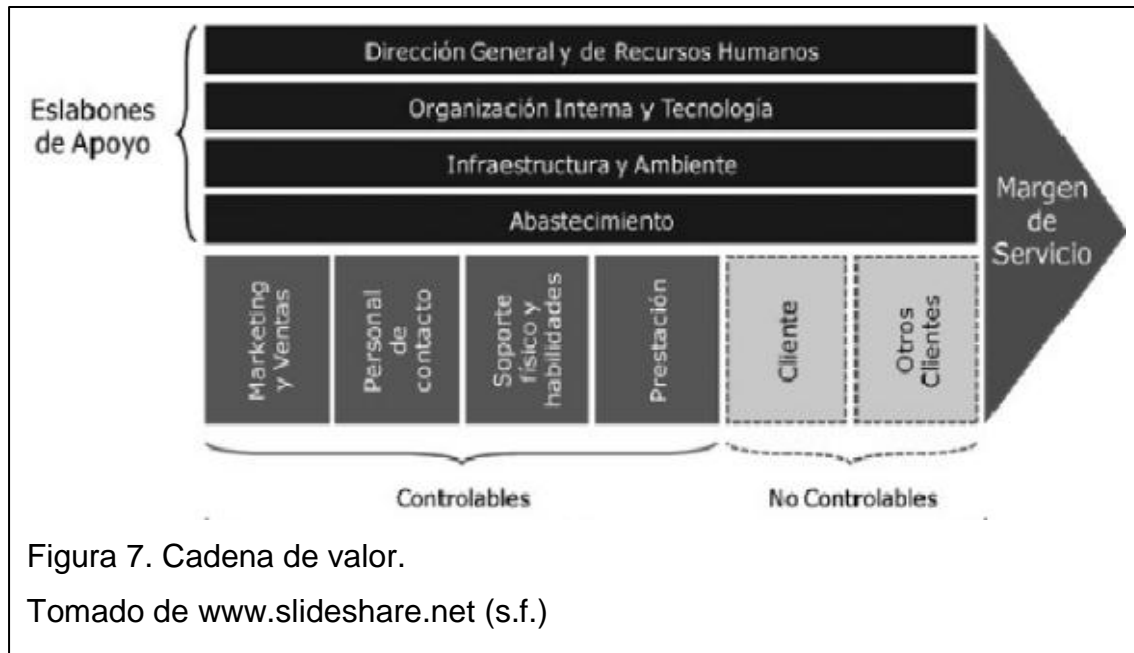 Dirección General y de Recursos Humanos
Eslabones
de Apoyo
Organización Interna y Tecnología
Infraestructura y Ambiente
Abastecimiento
Margen
de
Servicio
Marketing
y Ventas
Personal
de
contacto
Soporte
físico y
habilidades
Prestación
Cliente
Otros
Clientes
Controlables
No Controlables
Figura 7. Cadena de valor.
Tomado de www.slideshare.net (s.f.)